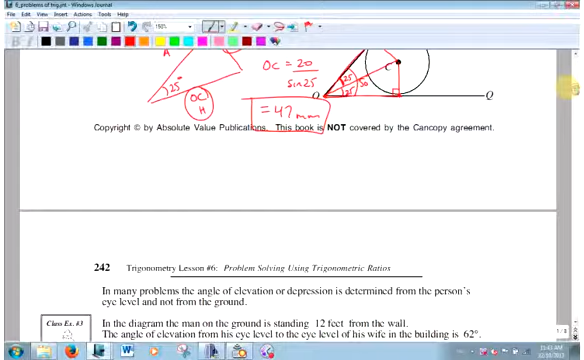 6_problems of trig.jnt - Windows Journal
File Edit View Insert Actions Tools Help
150%
B I
A
25°
OC
H
OC = 20
sin25
= 47 mm
25
25
50
C
O
Q
Copyright © by Absolute Value Publications. This book is NOT covered by the Cancopy agreement.
242 Trigonometry Lesson #6: Problem Solving Using Trigonometric Ratios
In many problems the angle of elevation or depression is determined from the person's
eye level and not from the ground.
Class Ex. #3
In the diagram the man on the ground is standing 12 feet from the wall.
The angle of elevation from his eye level to the eye level of his wife in the building is 62°.